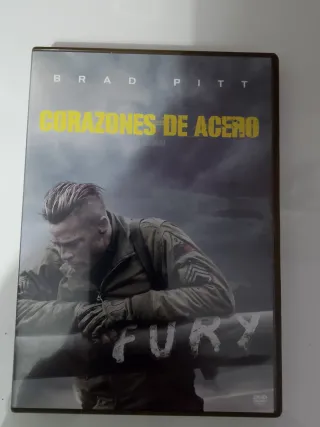 BRAD PITT
CORAZONES DE ACERO
FURY